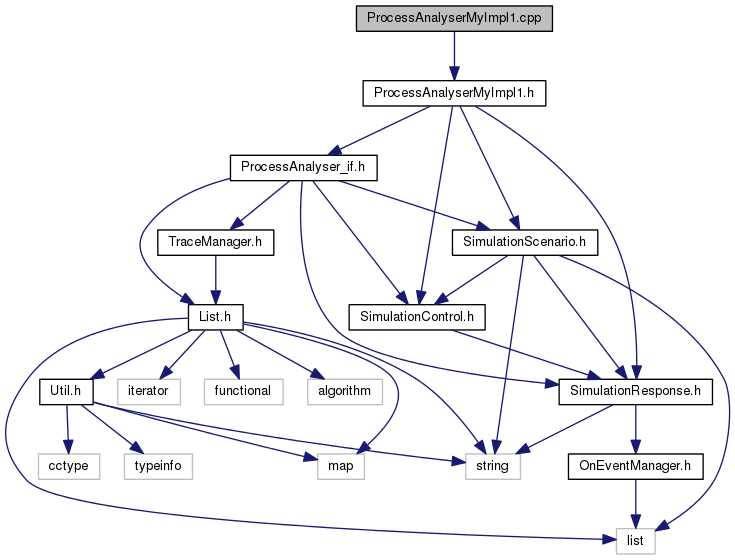 ProcessAnalyserMyImpl1.cpp
ProcessAnalyserMyImpl1.h
ProcessAnalyser_if.h
TraceManager.h
SimulationScenario.h
List.h
SimulationControl.h
Util.h
iterator
functional
algorithm
SimulationResponse.h
cctype
typeinfo
map
string
OnEventManager.h
list